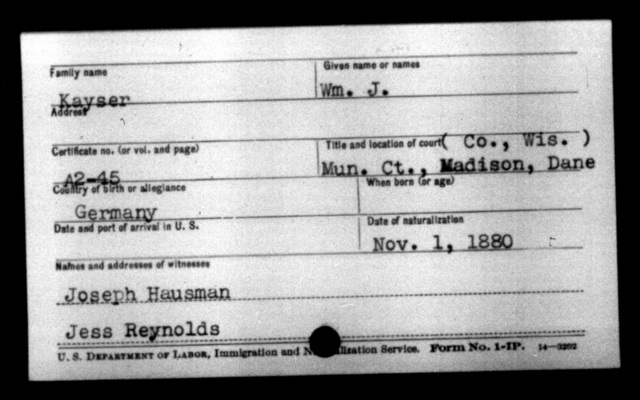 Family name
Given name or names
Kayser
Wm. J.
Address
Certificate no. (or vol. and page)
Title and location of court ( Co., Wis. )
A2-45
Mun. Ct., Madison, Dane
Country of birth or allegiance
When born (or age)
Germany
Date and port of arrival in U. S.
Date of naturalization
Nov. 1, 1880
Names and addresses of witnesses
Joseph Hausman
Jess Reynolds
U. S. DEPARTMENT OF LABOR, Immigration and N alization Service. Form No. 1-IP. 14—3202